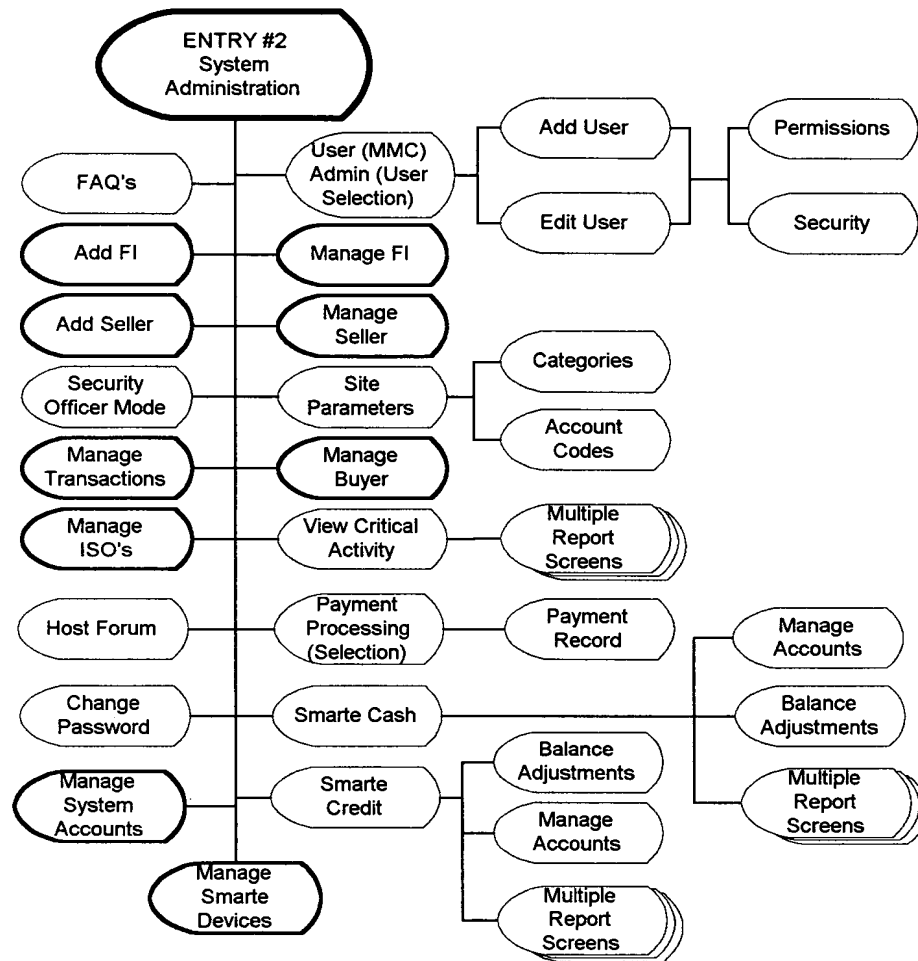 ENTRY #2
System
Administration
FAQ's
User (MMC)
Admin (User
Selection)
Add User
Edit User
Permissions
Security
Add FI
Manage FI
Add Seller
Manage
Seller
Security
Officer Mode
Site
Parameters
Categories
Account
Codes
Manage
Transactions
Manage
Buyer
Manage
ISO's
View Critical
Activity
Multiple
Report
Screens
Host Forum
Payment
Processing
(Selection)
Payment
Record
Change
Password
Smarte Cash
Manage
Accounts
Balance
Adjustments
Multiple
Report
Screens
Manage
System
Accounts
Smarte
Credit
Balance
Adjustments
Manage
Accounts
Multiple
Report
Screens
Manage
Smarte
Devices